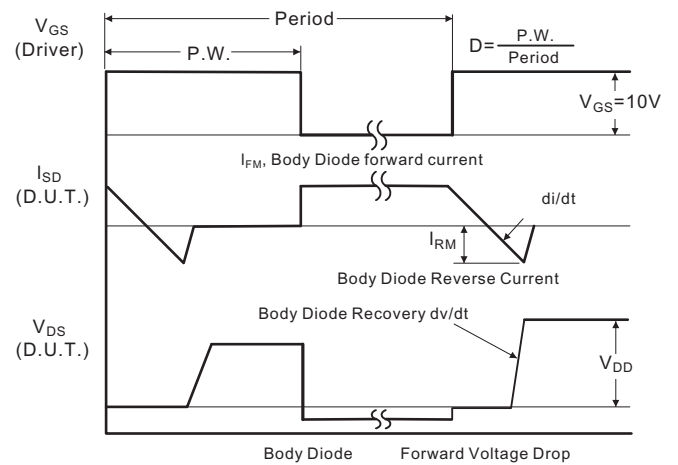 V_GS
(Driver)
Period
P.W.
D= P.W.
Period
V_GS=10V
I_FM, Body Diode forward current
I_SD
(D.U.T.)
di/dt
I_RM
Body Diode Reverse Current
V_DS
(D.U.T.)
Body Diode Recovery dv/dt
V_DD
Body Diode Forward Voltage Drop